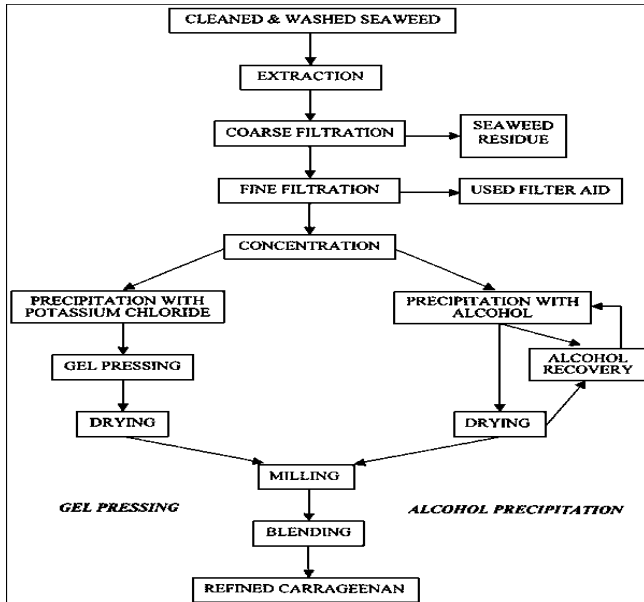 CLEANED & WASHED SEAWEED
EXTRACTION
COARSE FILTRATION
SEAWEED
RESIDUE
FINE FILTRATION
USED FILTER AID
CONCENTRATION
PRECIPITATION WITH
POTASSIUM CHLORIDE
PRECIPITATION WITH
ALCOHOL
GEL PRESSING
ALCOHOL
RECOVERY
DRYING
DRYING
MILLING
GEL PRESSING
ALCOHOL PRECIPITATION
BLENDING
REFINED CARRAGEENAN